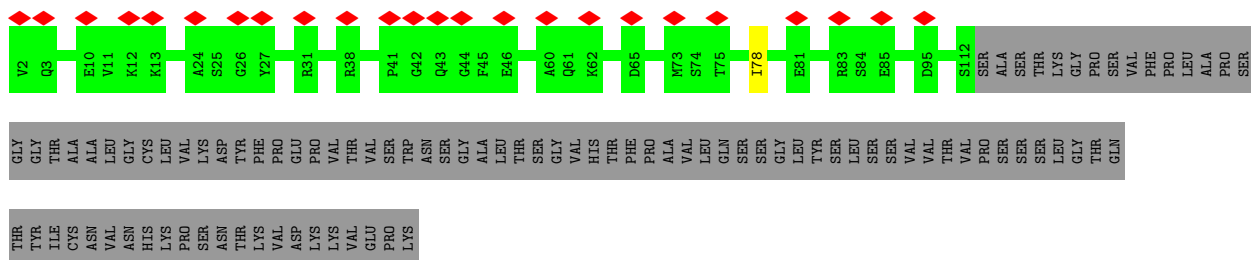 V2 Q3 E10 V11 K12 K13 A24 S25 G26 Y27 R31 R38 P41 G42 Q43 G44 F45 E46 A60 Q61 K62 D65 M73 S74 T75 I78 E81 R83 S84 E85 D95 S112 SER ALA SER THR LYS GLY PRO SER VAL PHE PRO LEU ALA PRO SER
GLY GLY THR ALA ALA LEU GLY CYS LEU VAL LYS ASP TYR PHE PRO GLU PRO VAL THR VAL SER TRP ASN SER GLY ALA LEU THR SER GLY VAL HIS THR PHE PRO ALA VAL LEU GLN SER SER GLY LEU TYR SER LEU SER SER VAL VAL THR VAL PRO SER SER SER LEU GLY THR GLN
THR TYR ILE CYS ASN VAL ASN HIS LYS PRO SER ASN THR LYS VAL ASP LYS LYS VAL GLU PRO LYS